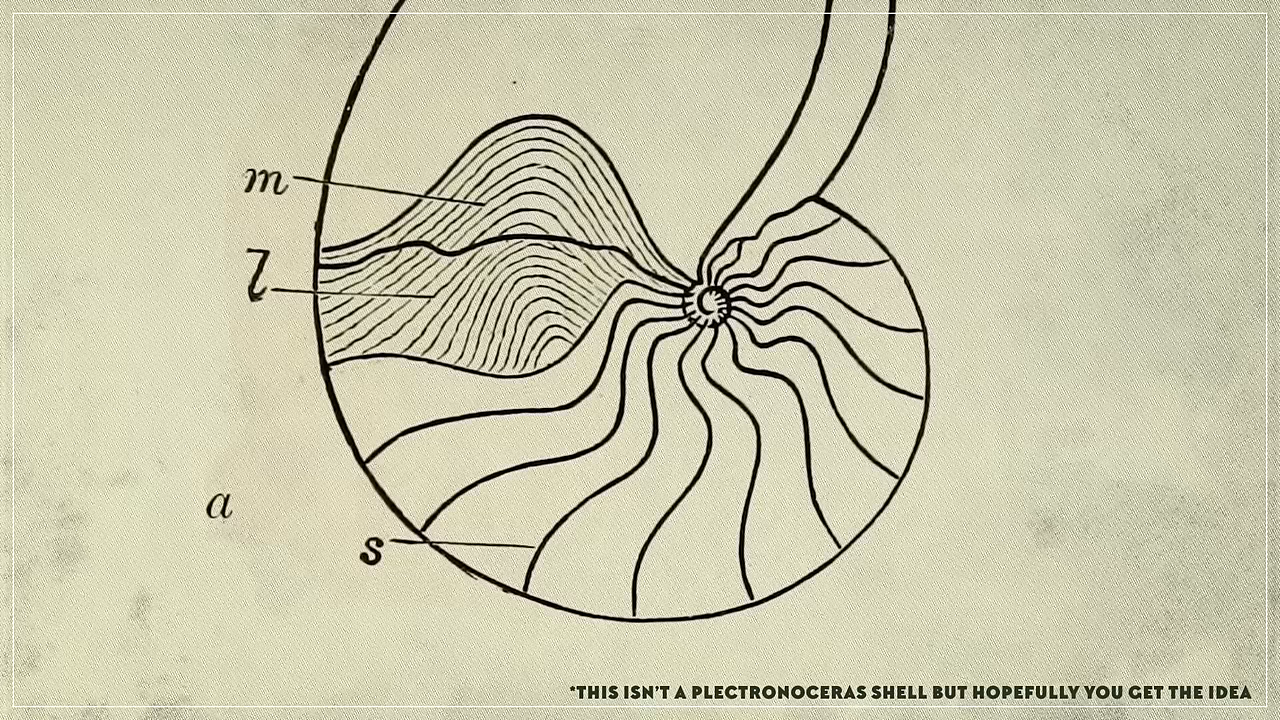 m
l
a
s
*THIS ISN'T A PLECTRONOCERAS SHELL BUT HOPEFULLY YOU GET THE IDEA